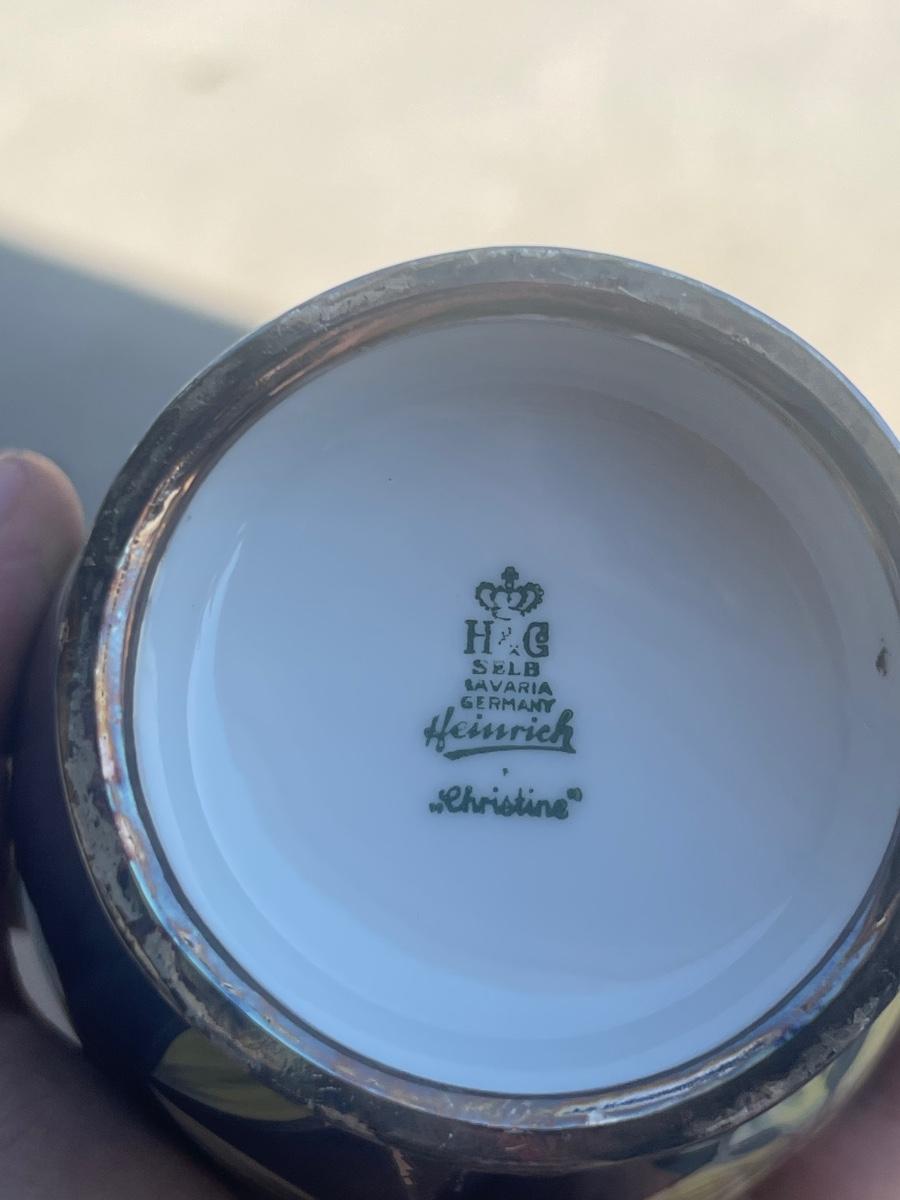 H&G
SELB
BAVARIA
GERMANY
Heinrich
„Christine“